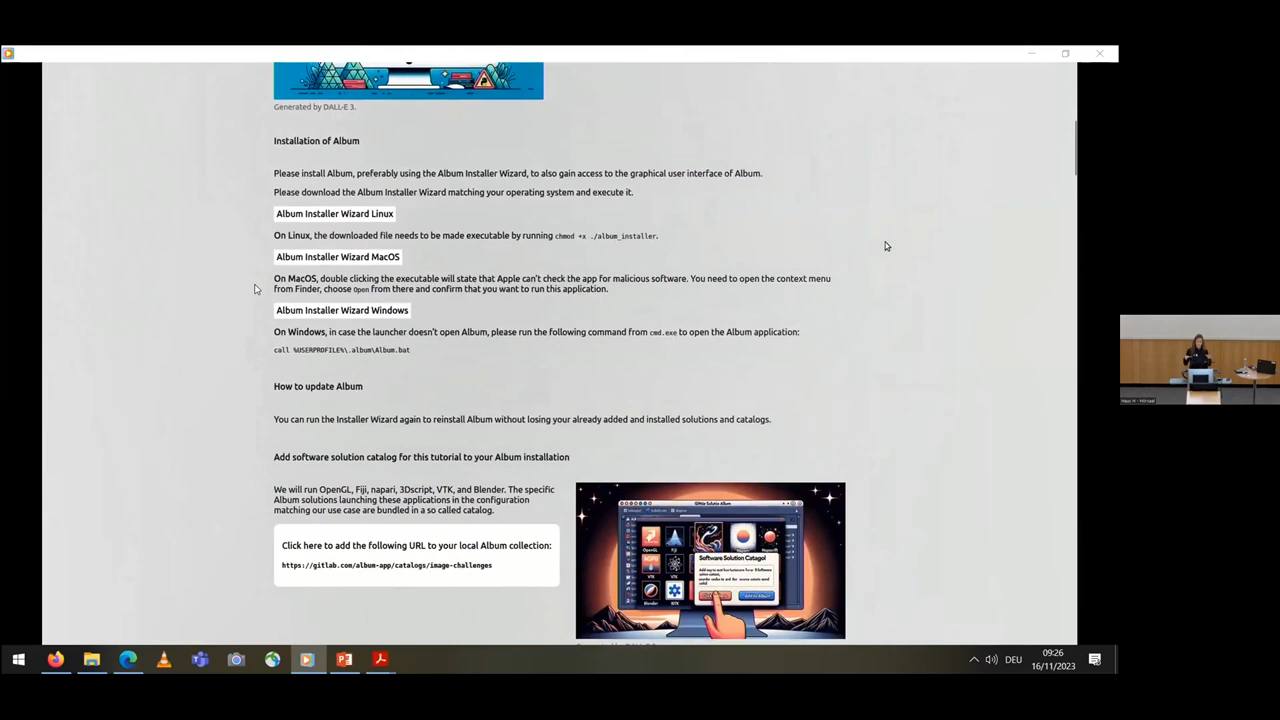 Generated by DALL-E 3.
Installation of Album
Please install Album, preferably using the Album Installer Wizard, to also gain access to the graphical user interface of Album.
Please download the Album Installer Wizard matching your operating system and execute it.
Album Installer Wizard Linux
On Linux, the downloaded file needs to be made executable by running chmod +x ./album_installer.
Album Installer Wizard MacOS
On MacOS, double clicking the executable will state that Apple can't check the app for malicious software. You need to open the context menu
from Finder, choose Open from there and confirm that you want to run this application.
Album Installer Wizard Windows
On Windows, in case the launcher doesn't open Album, please run the following command from cmd.exe to open the Album application:
call %USERPROFILE%\.album\Album.bat
How to update Album
You can run the Installer Wizard again to reinstall Album without losing your already added and installed solutions and catalogs.
Add software solution catalog for this tutorial to your Album installation
We will run OpenGL, Fiji, napari, 3Dscript, VTK, and Blender. The specific
Album solutions launching these applications in the configuration
matching our use case are bundled in a so called catalog.
Click here to add the following URL to your local Album collection:
https://gitlab.com/album-app/catalogs/image-challenges
Software Solution Catagol
OpenGL
Fiji
VTK
Blender
DEU
09:26
16/11/2023